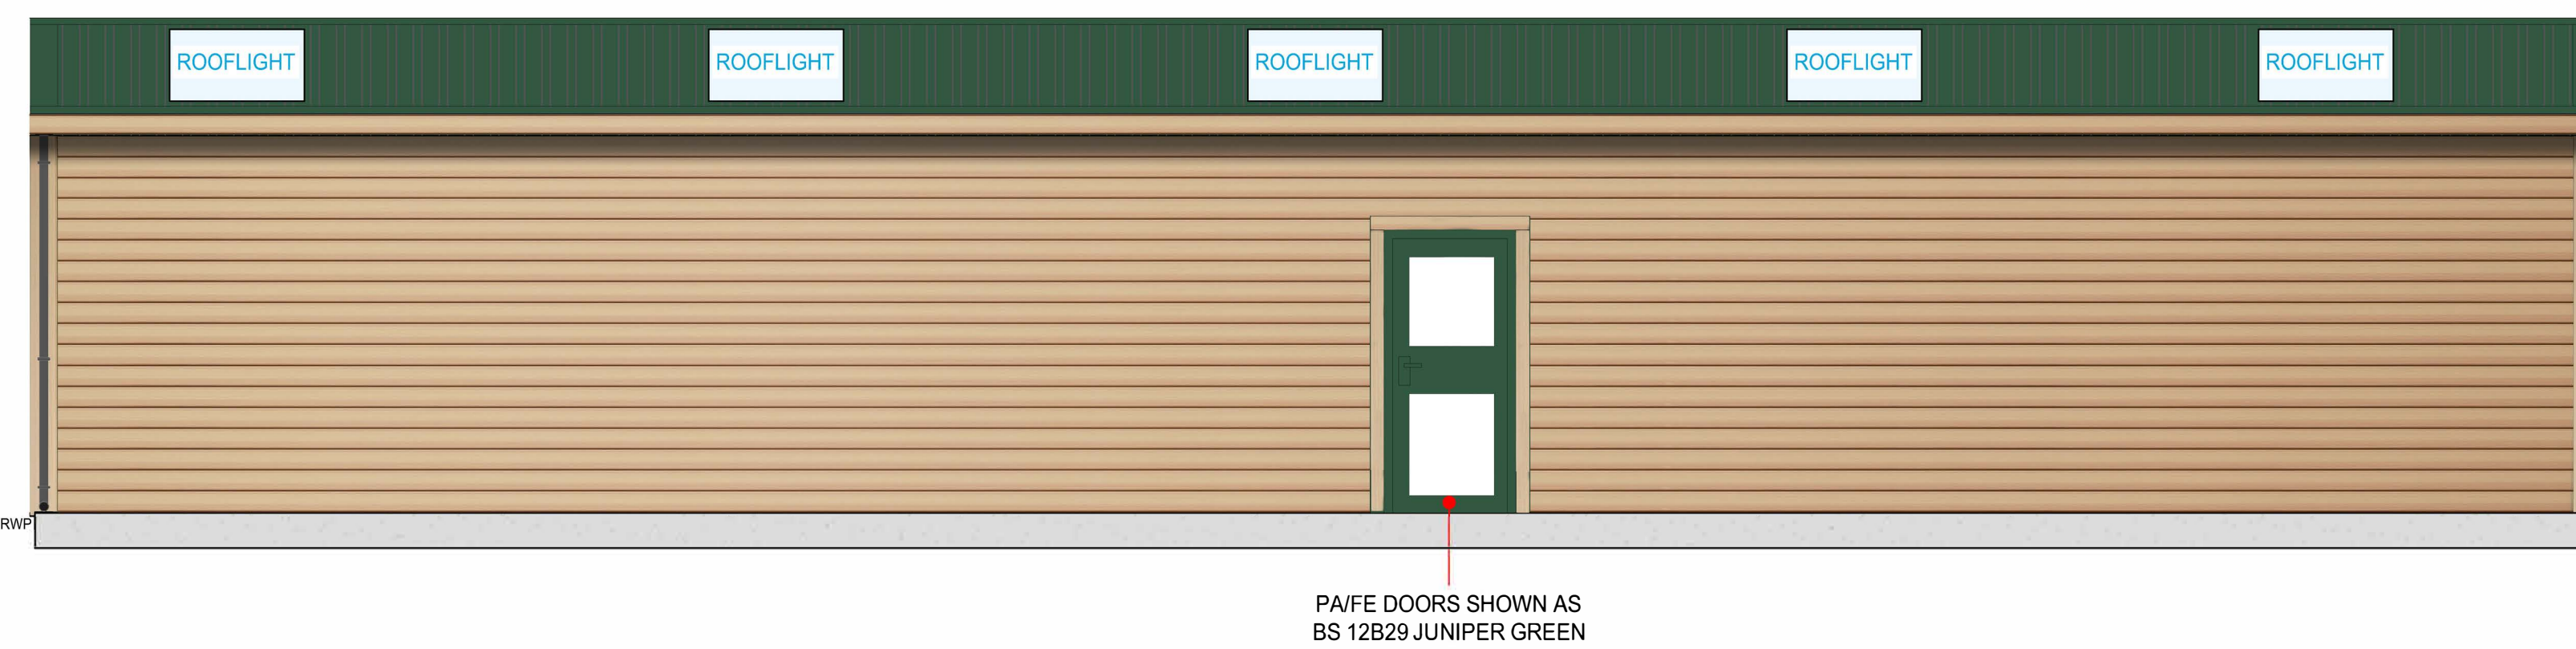 ROOFLIGHT
ROOFLIGHT
ROOFLIGHT
ROOFLIGHT
ROOFLIGHT
RWP
PA/FE DOORS SHOWN AS
BS 12B29 JUNIPER GREEN